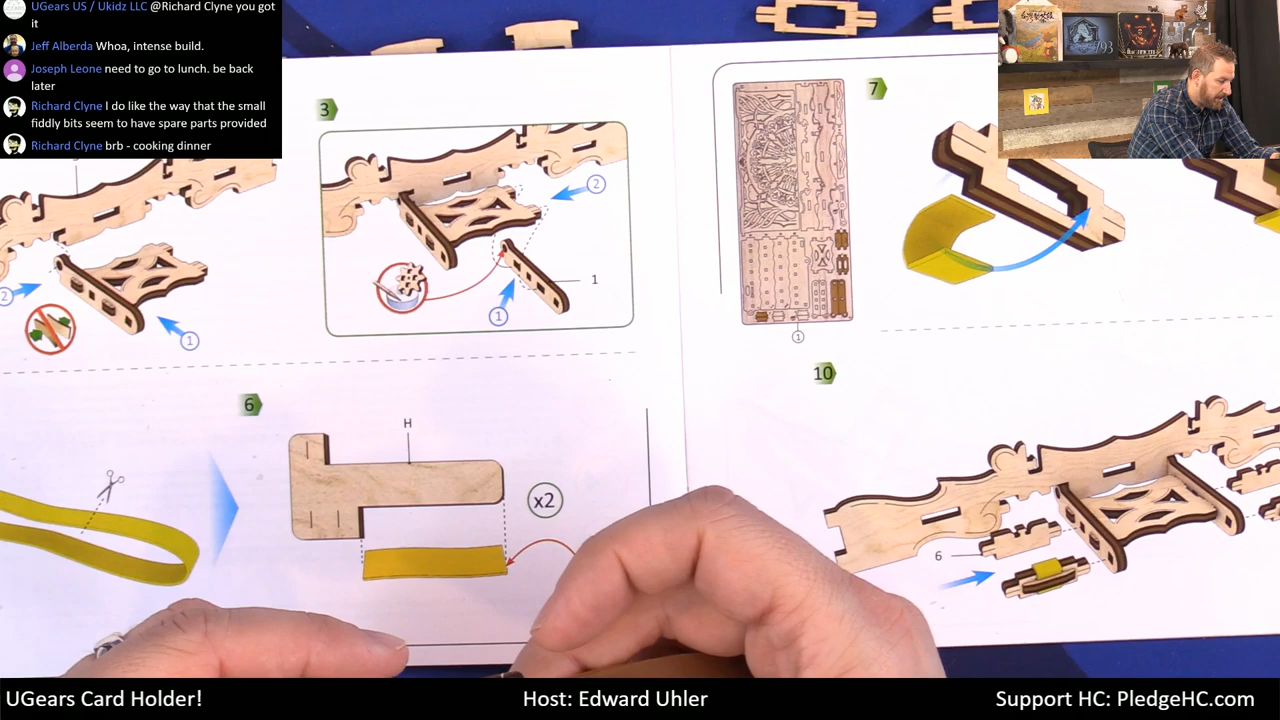 UGears US / Ukidz LLC @Richard Clyne you got
it
Jeff Alberda Whoa, intense build.
Joseph Leone need to go to lunch. be back
later
Richard Clyne I do like the way that the small
fiddly bits seem to have spare parts provided
Richard Clyne brb - cooking dinner
3
7
2
1
1
2
1
1
6
H
x2
10
6
UGears Card Holder!
Host: Edward Uhler
Support HC: PledgeHC.com